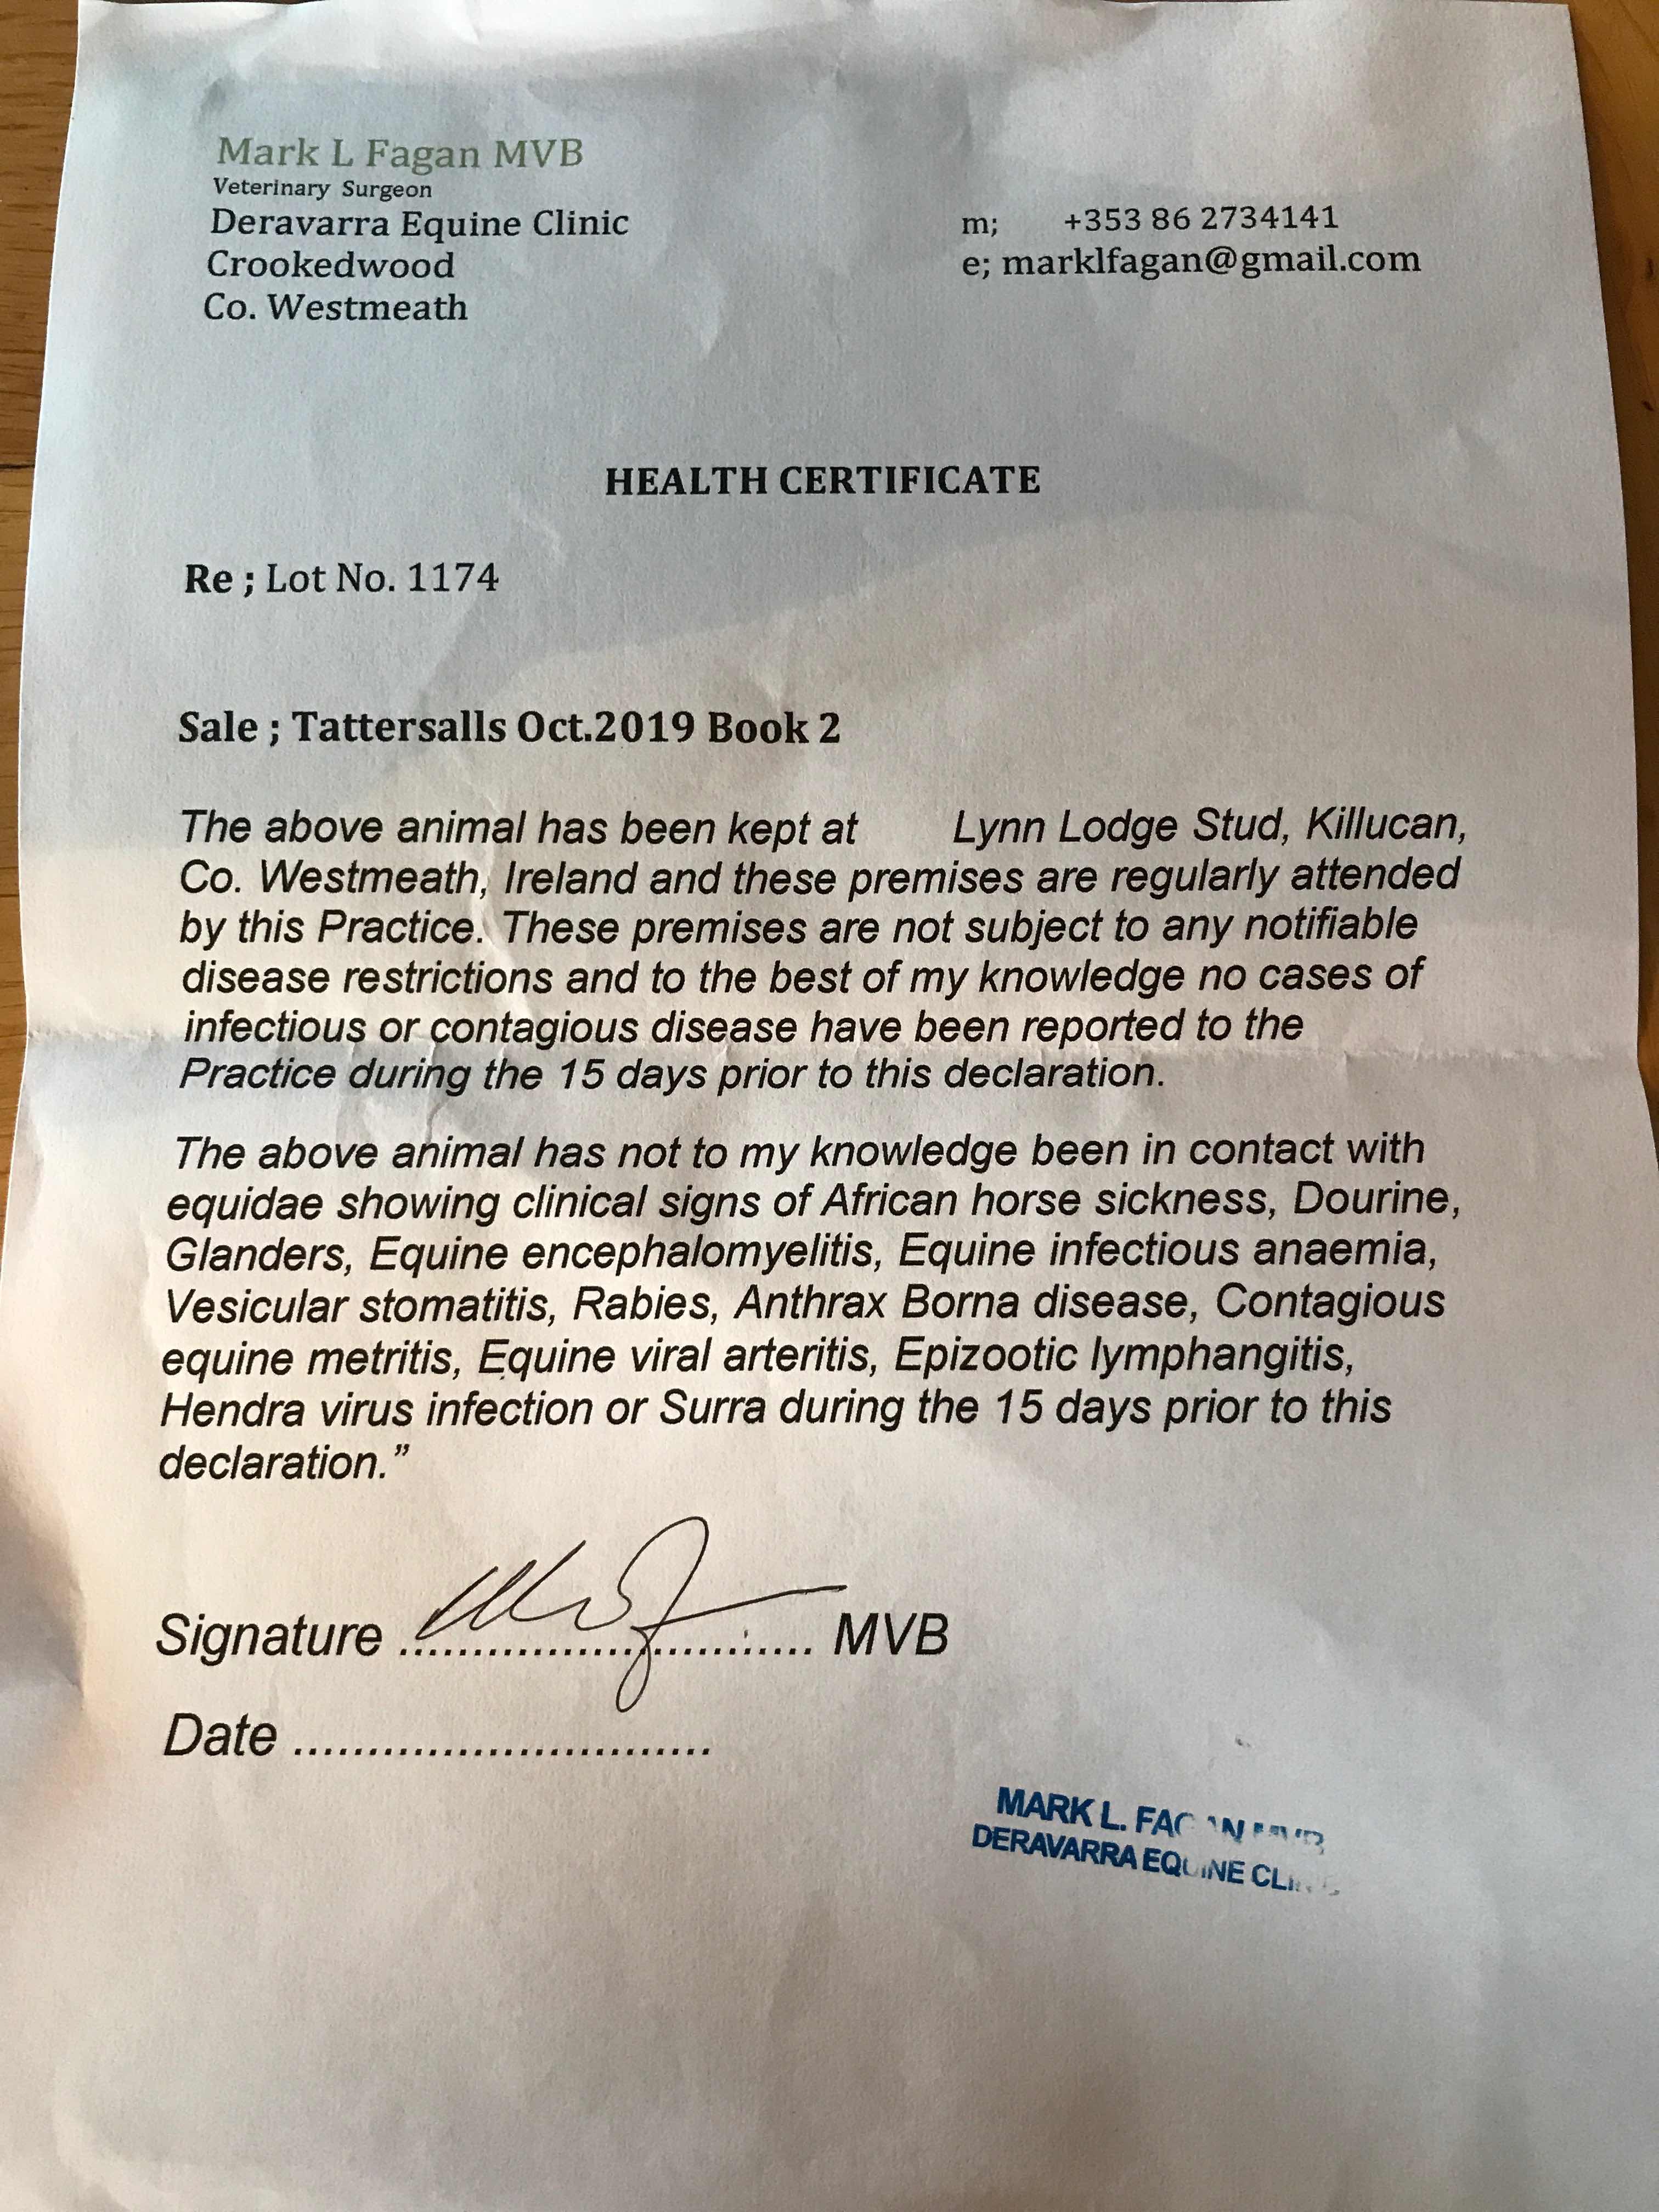 Mark L Fagan MVB
Veterinary Surgeon
Deravarra Equine Clinic
Crookedwood
Co. Westmeath
m; +353 86 2734141
e; marklfagan@gmail.com
HEALTH CERTIFICATE
Re ; Lot No. 1174
Sale ; Tattersalls Oct.2019 Book 2
The above animal has been kept at Lynn Lodge Stud, Killucan,
Co. Westmeath, Ireland and these premises are regularly attended
by this Practice. These premises are not subject to any notifiable
disease restrictions and to the best of my knowledge no cases of
infectious or contagious disease have been reported to the
Practice during the 15 days prior to this declaration.
The above animal has not to my knowledge been in contact with
equidae showing clinical signs of African horse sickness, Dourine,
Glanders, Equine encephalomyelitis, Equine infectious anaemia,
Vesicular stomatitis, Rabies, Anthrax Borna disease, Contagious
equine metritis, Equine viral arteritis, Epizootic lymphangitis,
Hendra virus infection or Surra during the 15 days prior to this
declaration.”
Signature .............................. MVB
Date ..............................
MARK L. FAGAN MVB
DERAVARRA EQUINE CLINIC